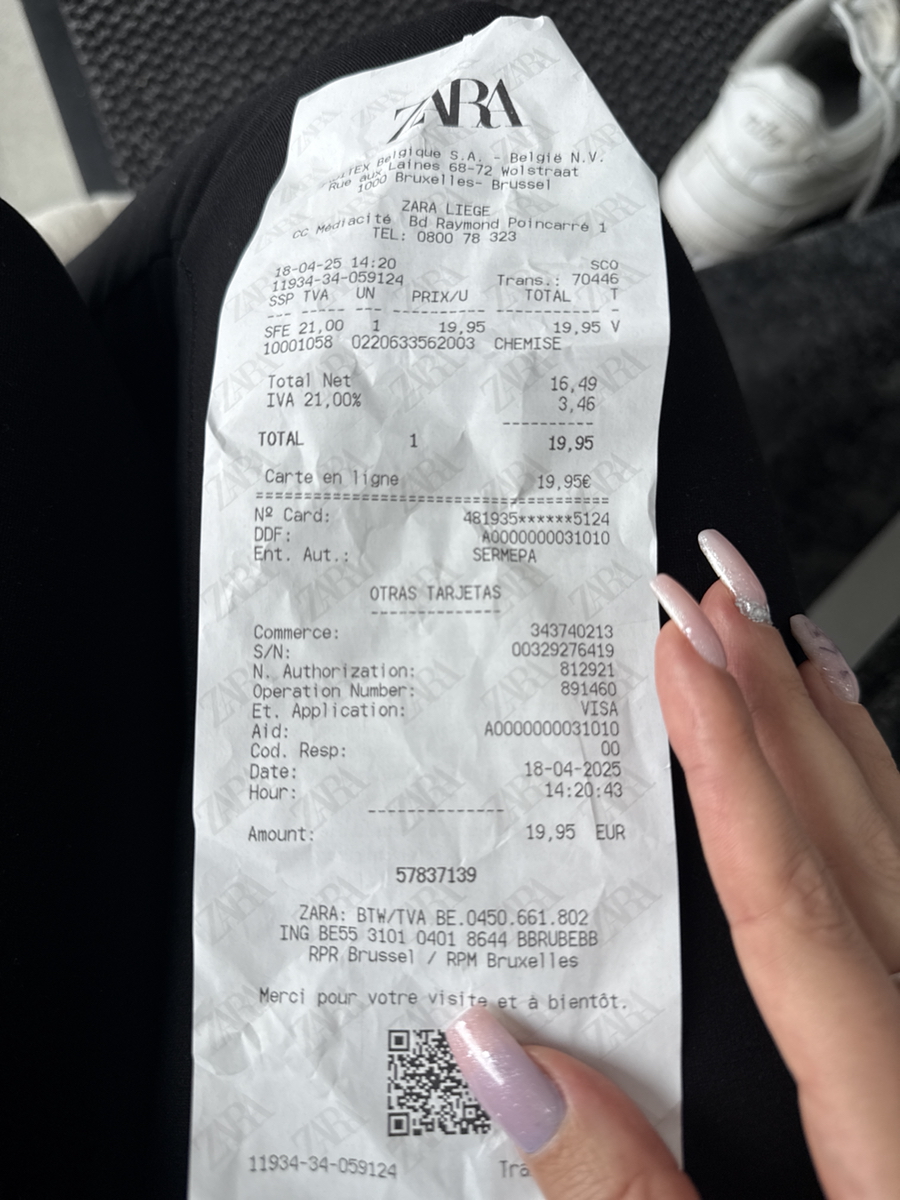 ZARA
Belgique S.A. - België N.V.
Rue aux Laines 68-72 Wolstraat
1000 Bruxelles- Brussel
ZARA LIEGE
CC Médiacité Bd Raymond Poincarré 1
TEL: 0800 78 323
18-04-25 14:20 SCO
11934-34-059124 Trans.: 70446
SSP TVA UN PRIX/U TOTAL T
--- ----- --- ----------- ------------ -
SFE 21,00 1 19,95 19,95 V
10001058 0220633562003 CHEMISE
Total Net 16,49
IVA 21,00% 3,46
-----------
TOTAL 1 19,95
Carte en ligne 19,95€
==========================================
Nº Card: 481935******5124
DDF: A0000000031010
Ent. Aut.: SERMEPA
OTRAS TARJETAS
---------------
Commerce: 343740213
S/N: 00329276419
N. Authorization: 812921
Operation Number: 891460
Et. Application: VISA
Aid: A0000000031010
Cod. Resp: 00
Date: 18-04-2025
Hour: 14:20:43
---------------
Amount: 19,95 EUR
57837139
ZARA: BTW/TVA BE.0450.661.802
ING BE55 3101 0401 8644 BBRUBEBB
RPR Brussel / RPM Bruxelles
Merci pour votre visite et à bientôt.
11934-34-059124